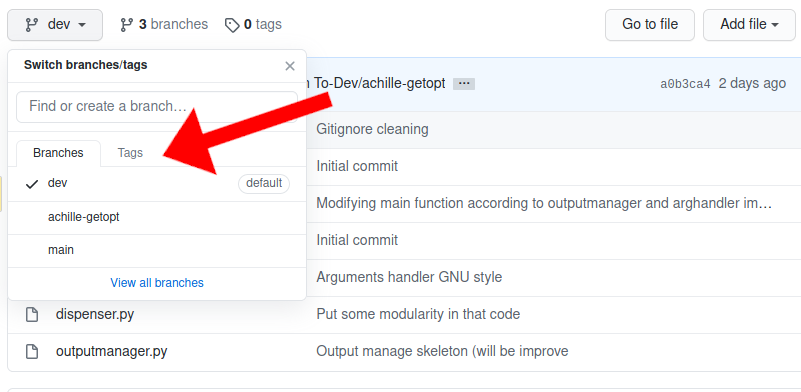 dev 3 branches 0 tags Go to file Add file
Switch branches/tags
To-Dev/achille-getopt ... a0b3ca4 2 days ago
Find or create a branch…
Gitignore cleaning
Branches Tags
Initial commit
dev default
Modifying main function according to outputmanager and arghandler im…
achille-getopt
Initial commit
main
Arguments handler GNU style
View all branches
dispenser.py Put some modularity in that code
outputmanager.py Output manage skeleton (will be improve